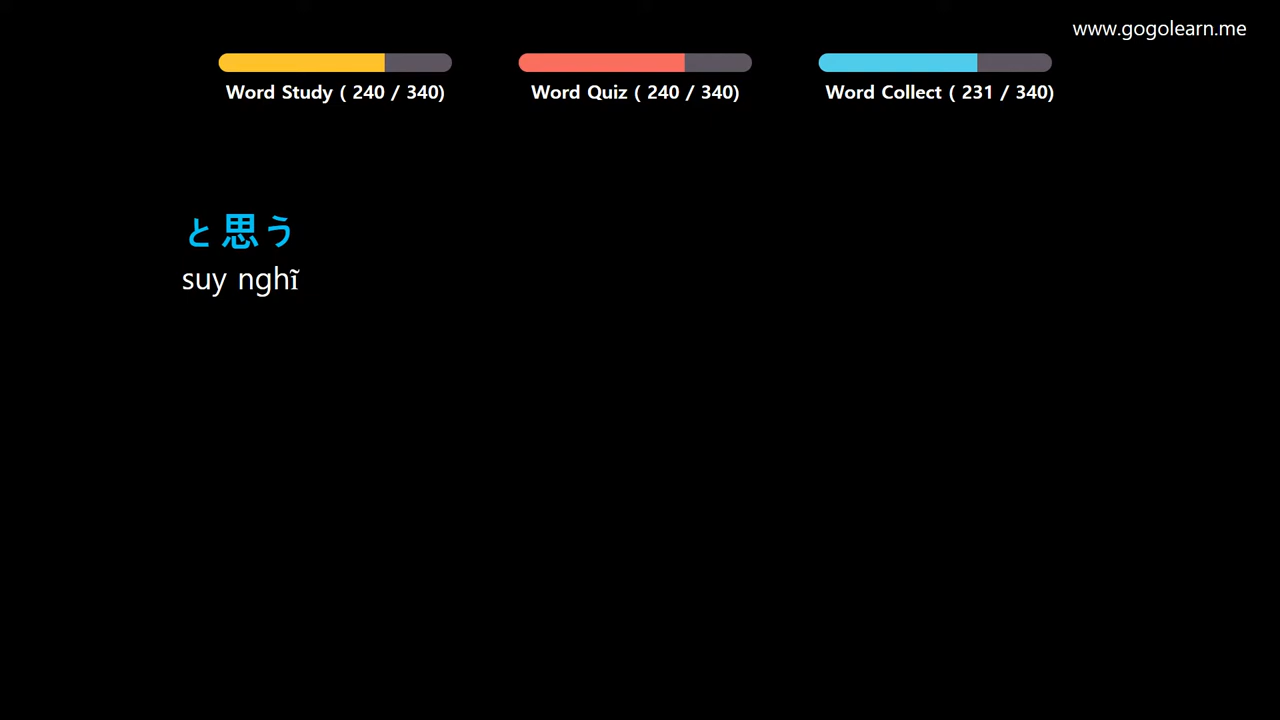 www.gogolearn.me
Word Study ( 240 / 340)
Word Quiz ( 240 / 340)
Word Collect ( 231 / 340)
と思う
suy nghĩ